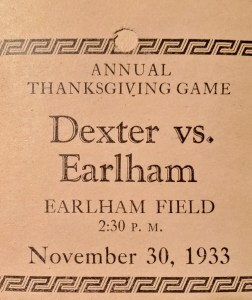 ANNUAL
THANKSGIVING GAME
Dexter vs.
Earlham
EARLHAM FIELD
2:30 P. M.
November 30, 1933